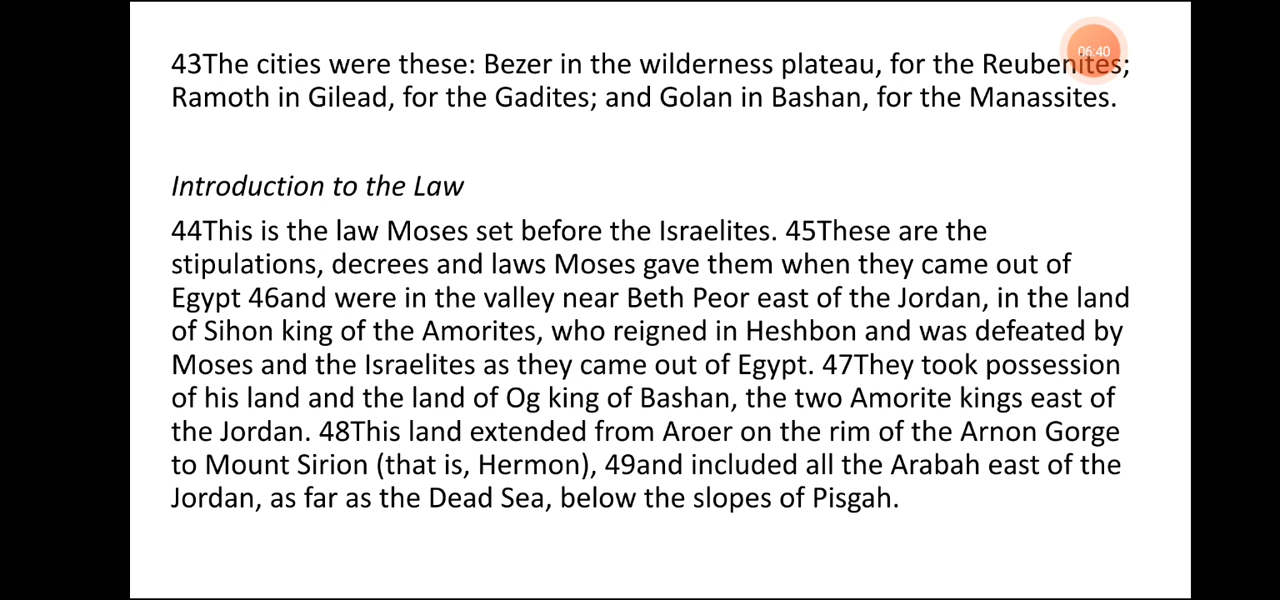 43The cities were these: Bezer in the wilderness plateau, for the Reubenites;
Ramoth in Gilead, for the Gadites; and Golan in Bashan, for the Manassites.
06:40
Introduction to the Law
44This is the law Moses set before the Israelites. 45These are the
stipulations, decrees and laws Moses gave them when they came out of
Egypt 46and were in the valley near Beth Peor east of the Jordan, in the land
of Sihon king of the Amorites, who reigned in Heshbon and was defeated by
Moses and the Israelites as they came out of Egypt. 47They took possession
of his land and the land of Og king of Bashan, the two Amorite kings east of
the Jordan. 48This land extended from Aroer on the rim of the Arnon Gorge
to Mount Sirion (that is, Hermon), 49and included all the Arabah east of the
Jordan, as far as the Dead Sea, below the slopes of Pisgah.